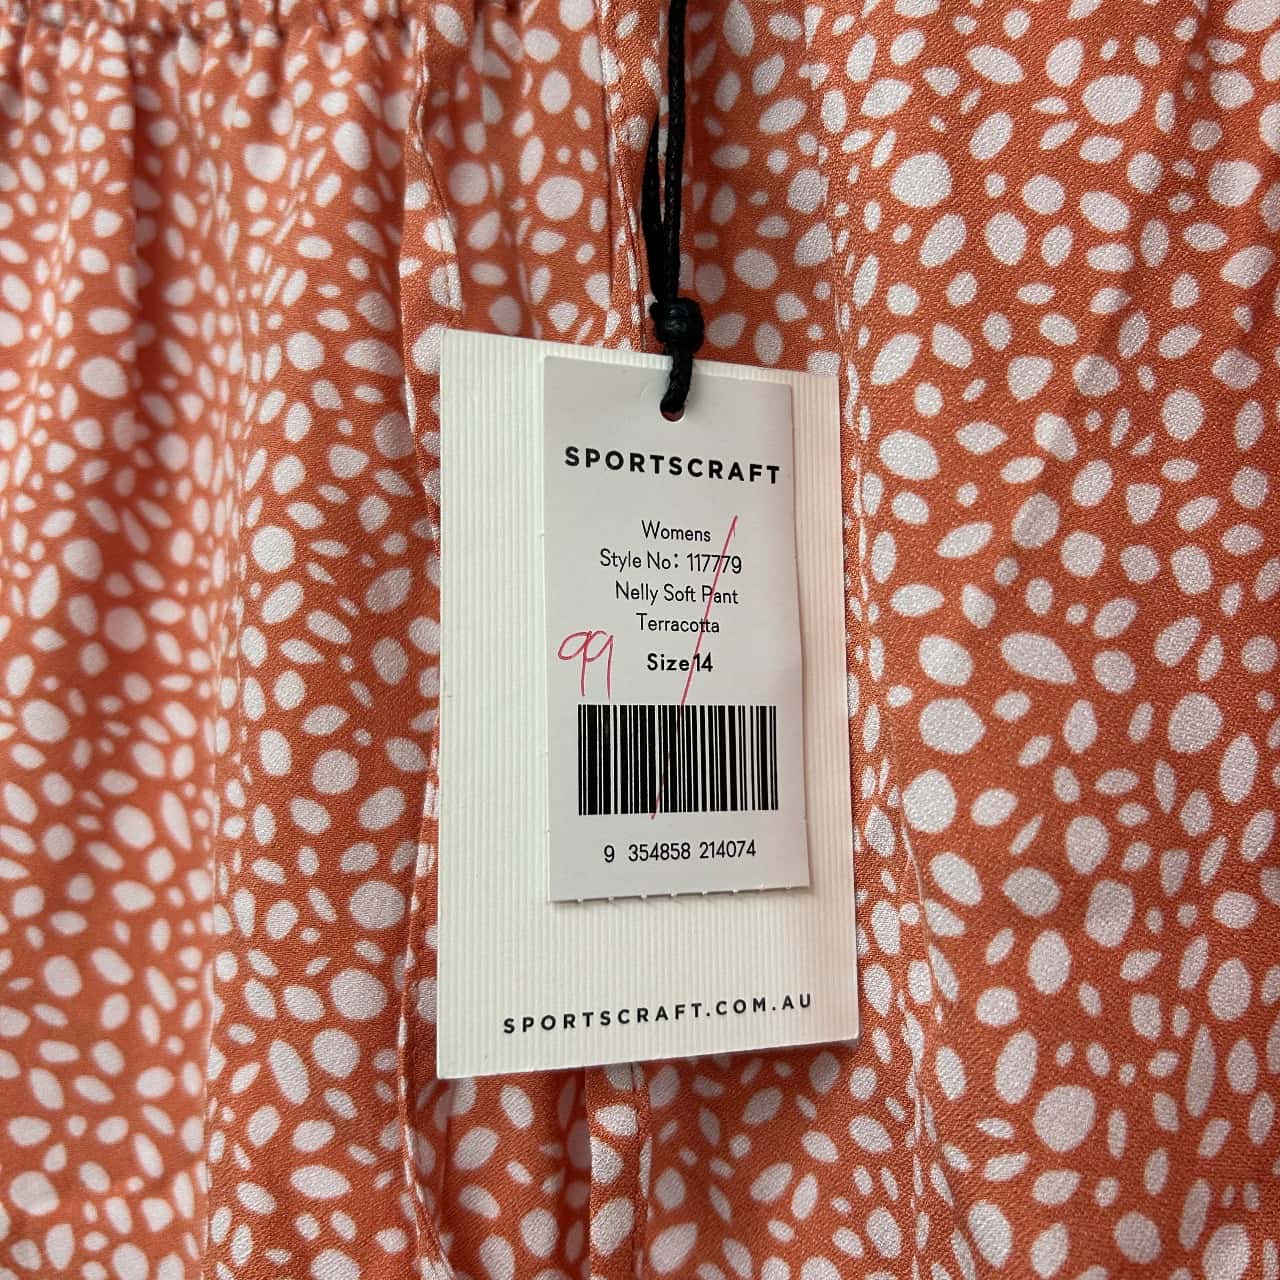 SPORTSCRAFT
Womens
Style No: 117779
Nelly Soft Pant
Terracotta
99
Size 14
9 354858 214074
SPORTSCRAFT.COM.AU